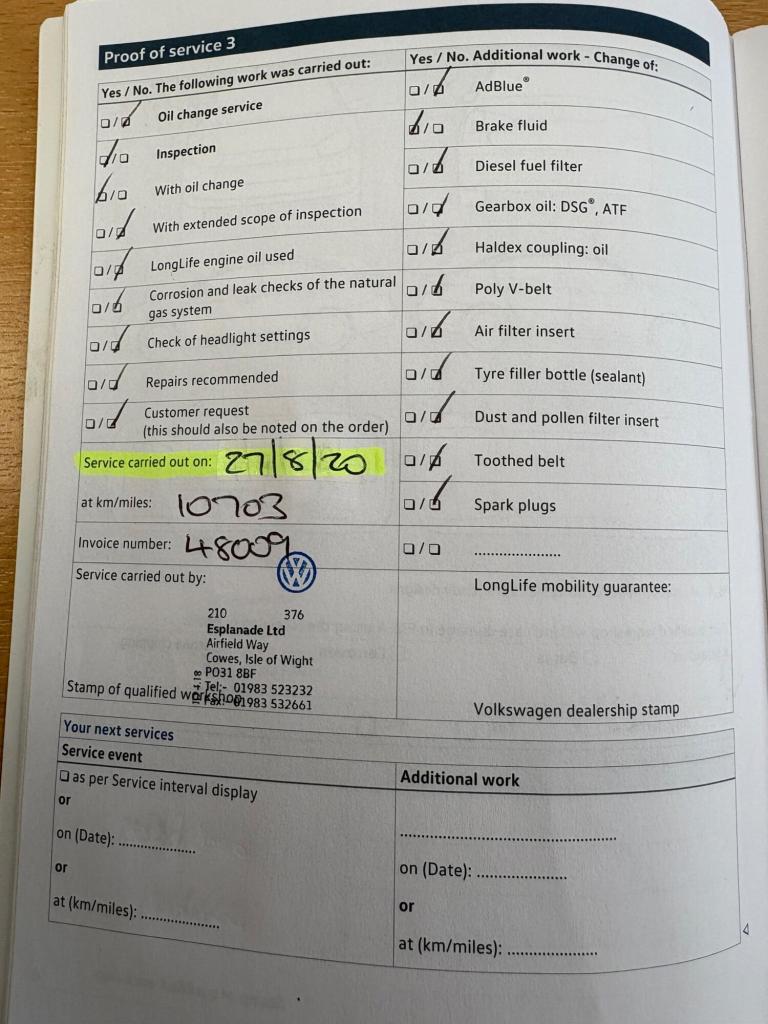 Proof of service 3
Yes / No. The following work was carried out:
Oil change service
Inspection
With oil change
With extended scope of inspection
LongLife engine oil used
Corrosion and leak checks of the natural
gas system
Check of headlight settings
Repairs recommended
Customer request
(this should also be noted on the order)
Service carried out on: 27/8/20
at km/miles: 10703
Invoice number: 48009
Service carried out by:
210 376
Esplanade Ltd
Airfield Way
Cowes, Isle of Wight
PO31 8BF
Tel:- 01983 523232
Fax:- 01983 532661
Stamp of qualified workshop
Yes / No. Additional work - Change of:
AdBlue®
Brake fluid
Diesel fuel filter
Gearbox oil: DSG®, ATF
Haldex coupling: oil
Poly V-belt
Air filter insert
Tyre filler bottle (sealant)
Dust and pollen filter insert
Toothed belt
Spark plugs
....................
LongLife mobility guarantee:
Volkswagen dealership stamp
Your next services
Service event
as per Service interval display
or
on (Date): ..................
or
at (km/miles): ..................
Additional work
..................................................
on (Date): .....................
or
at (km/miles): .....................